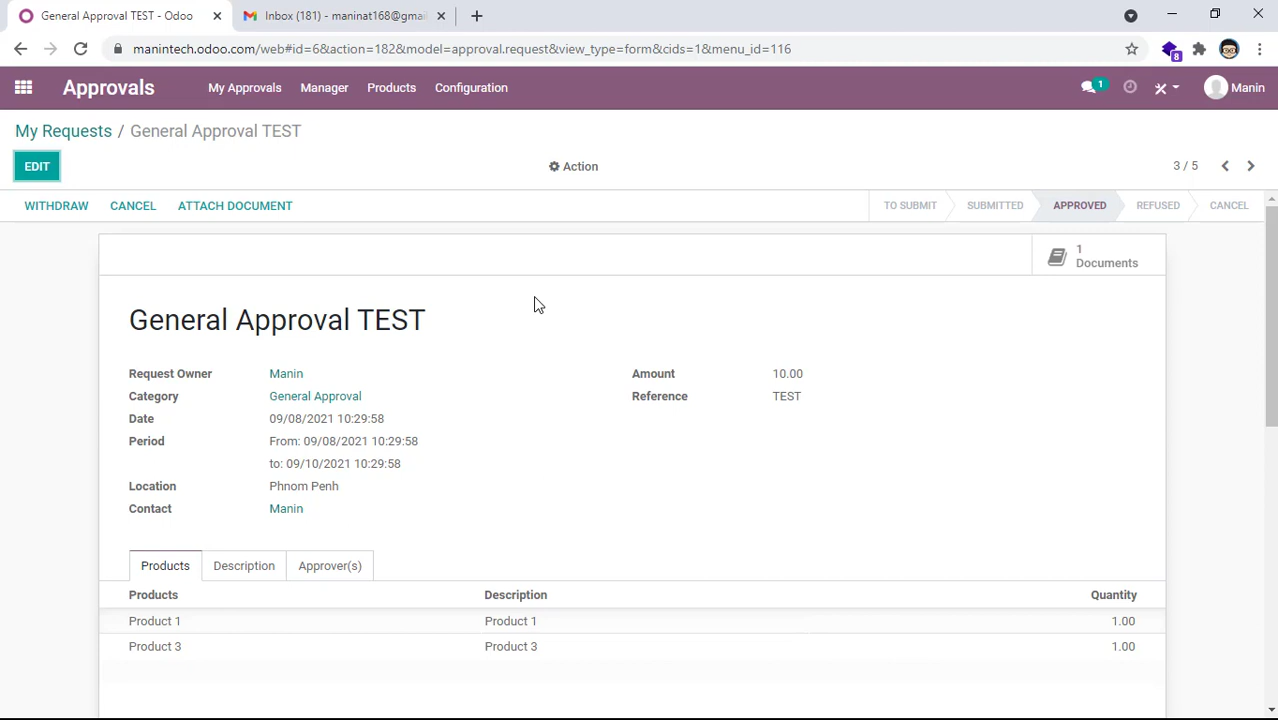 General Approval TEST - Odoo
Inbox (181) - maninat168@gmai
manintech.odoo.com/web#id=6&action=182&model=approval.request&view_type=form&cids=1&menu_id=116
8
Approvals My Approvals Manager Products Configuration 1 Manin
My Requests / General Approval TEST
EDIT Action 3 / 5
WITHDRAW CANCEL ATTACH DOCUMENT TO SUBMIT SUBMITTED APPROVED REFUSED CANCEL
1
Documents
General Approval TEST
Request Owner Manin Amount 10.00
Category General Approval Reference TEST
Date 09/08/2021 10:29:58
Period From: 09/08/2021 10:29:58
to: 09/10/2021 10:29:58
Location Phnom Penh
Contact Manin
Products Description Approver(s)
Products Description Quantity
Product 1 Product 1 1.00
Product 3 Product 3 1.00